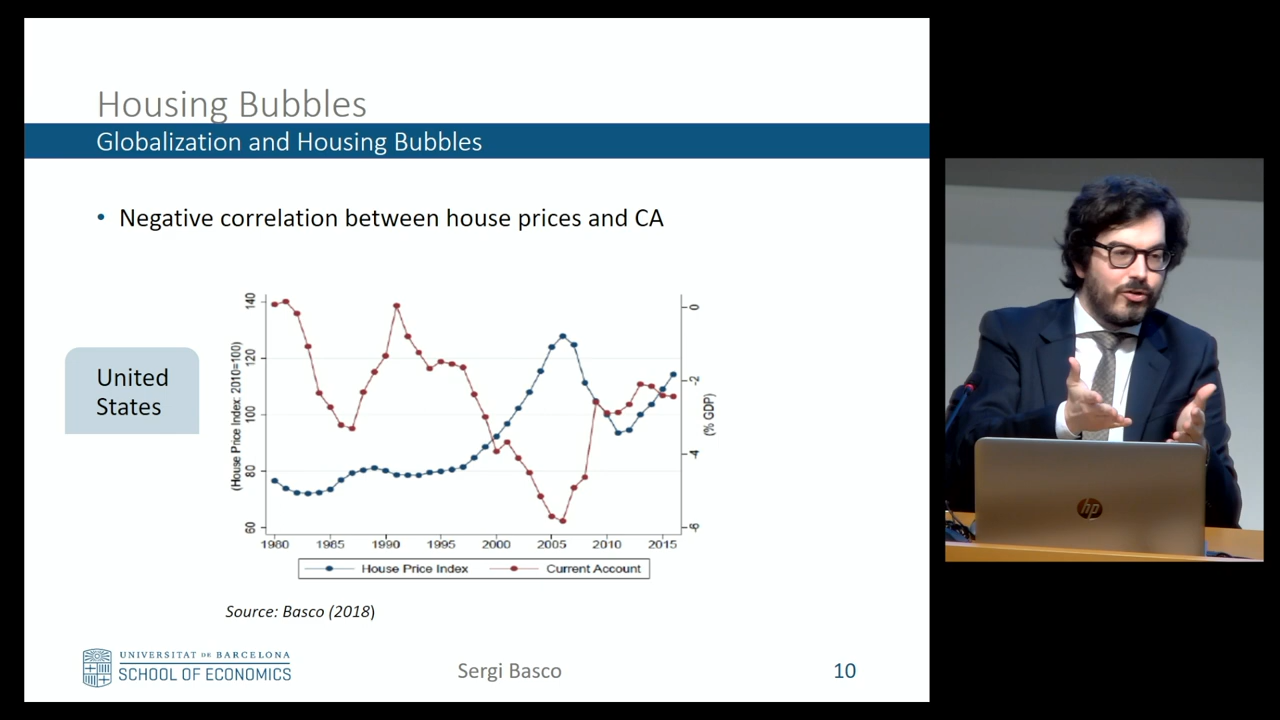 Housing Bubbles
Globalization and Housing Bubbles
• Negative correlation between house prices and CA
United
States
(House Price Index: 2010=100)
140
120
100
80
60
0
-2
-4
-6
(% GDP)
1980 1985 1990 1995 2000 2005 2010 2015
House Price Index Current Account
Source: Basco (2018)
UNIVERSITAT DE BARCELONA
SCHOOL OF ECONOMICS
Sergi Basco
10
hp